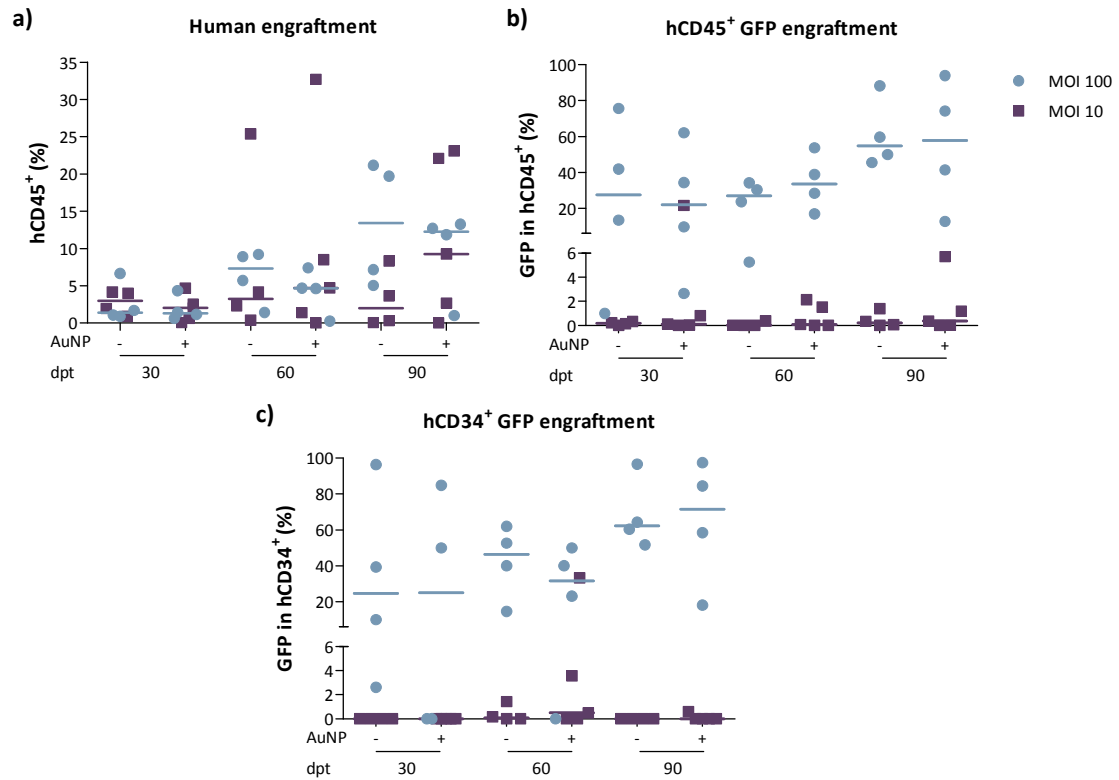 a)
Human engraftment
hCD45+ (%)
35
30
25
20
15
10
5
0
AuNP - + - + - +
dpt 30 60 90
b)
hCD45+ GFP engraftment
GFP in hCD45+ (%)
100
80
60
40
20
6
4
2
0
AuNP - + - + - +
dpt 30 60 90
MOI 100
MOI 10
c)
hCD34+ GFP engraftment
GFP in hCD34+ (%)
100
80
60
40
20
6
4
2
0
AuNP - + - + - +
dpt 30 60 90